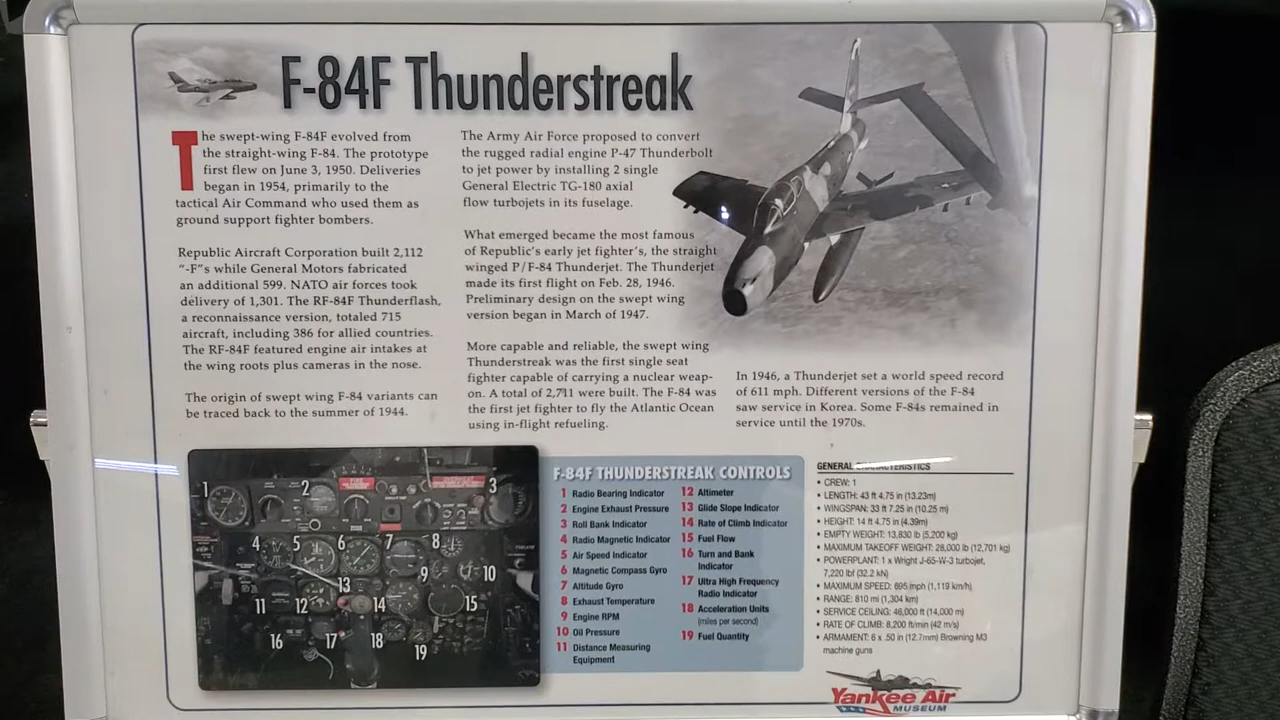 F-84F Thunderstreak
The swept-wing F-84F evolved from
the straight-wing F-84. The prototype
first flew on June 3, 1950. Deliveries
began in 1954, primarily to the
tactical Air Command who used them as
ground support fighter bombers.
Republic Aircraft Corporation built 2,112
“-F”s while General Motors fabricated
an additional 599. NATO air forces took
delivery of 1,301. The RF-84F Thunderflash,
a reconnaissance version, totaled 715
aircraft, including 386 for allied countries.
The RF-84F featured engine air intakes at
the wing roots plus cameras in the nose.
The origin of swept wing F-84 variants can
be traced back to the summer of 1944.
The Army Air Force proposed to convert
the rugged radial engine P-47 Thunderbolt
to jet power by installing 2 single
General Electric TG-180 axial
flow turbojets in its fuselage.
What emerged became the most famous
of Republic's early jet fighter's, the straight
winged P/F-84 Thunderjet. The Thunderjet
made its first flight on Feb. 28, 1946.
Preliminary design on the swept wing
version began in March of 1947.
More capable and reliable, the swept wing
Thunderstreak was the first single seat
fighter capable of carrying a nuclear weap-
on. A total of 2,711 were built. The F-84 was
the first jet fighter to fly the Atlantic Ocean
using in-flight refueling.
In 1946, a Thunderjet set a world speed record
of 611 mph. Different versions of the F-84
saw service in Korea. Some F-84s remained in
service until the 1970s.
1 2 3
4 5 6 7 8
9 10
11 12 13 14 15
16 17 18 19
F-84F THUNDERSTREAK CONTROLS
1 Radio Bearing Indicator
2 Engine Exhaust Pressure
3 Roll Bank Indicator
4 Radio Magnetic Indicator
5 Air Speed Indicator
6 Magnetic Compass Gyro
7 Altitude Gyro
8 Exhaust Temperature
9 Engine RPM
10 Oil Pressure
11 Distance Measuring
Equipment
12 Altimeter
13 Glide Slope Indicator
14 Rate of Climb Indicator
15 Fuel Flow
16 Turn and Bank
Indicator
17 Ultra High Frequency
Radio Indicator
18 Acceleration Units
(miles per second)
19 Fuel Quantity
GENERAL CHARACTERISTICS
• CREW: 1
• LENGTH: 43 ft 4.75 in (13.23m)
• WINGSPAN: 33 ft 7.25 in (10.25 m)
• HEIGHT: 14 ft 4.75 in (4.39m)
• EMPTY WEIGHT: 13,830 lb (5,200 kg)
• MAXIMUM TAKEOFF WEIGHT: 28,000 lb (12,701 kg)
• POWERPLANT: 1 x Wright J-65-W-3 turbojet,
7,220 lbf (32.2 kN)
• MAXIMUM SPEED: 695 mph (1,119 km/h)
• RANGE: 810 mi (1,304 km)
• SERVICE CEILING: 46,000 ft (14,000 m)
• RATE OF CLIMB: 8,200 ft/min (42 m/s)
• ARMAMENT: 6 x .50 in (12.7mm) Browning M3
machine guns
Yankee Air
MUSEUM